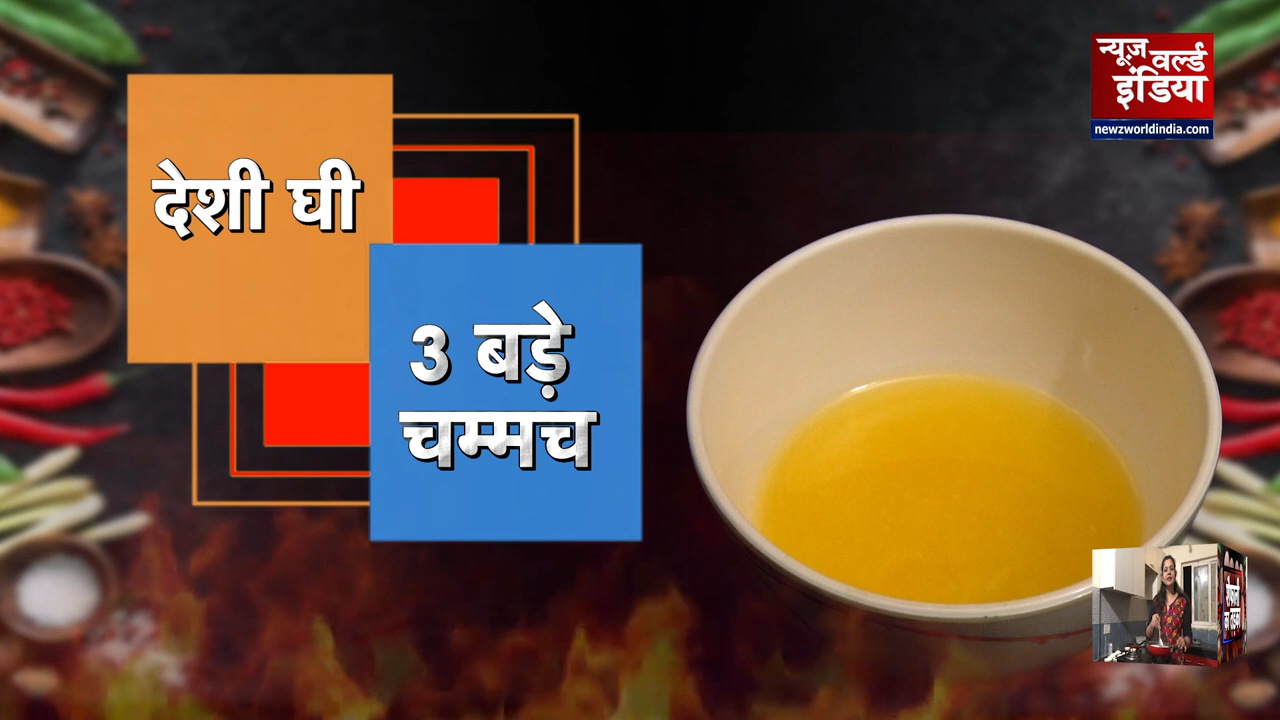 देशी घी
3 बड़े
चम्मच
न्यूज़ वर्ल्ड
इंडिया
newzworldindia.com